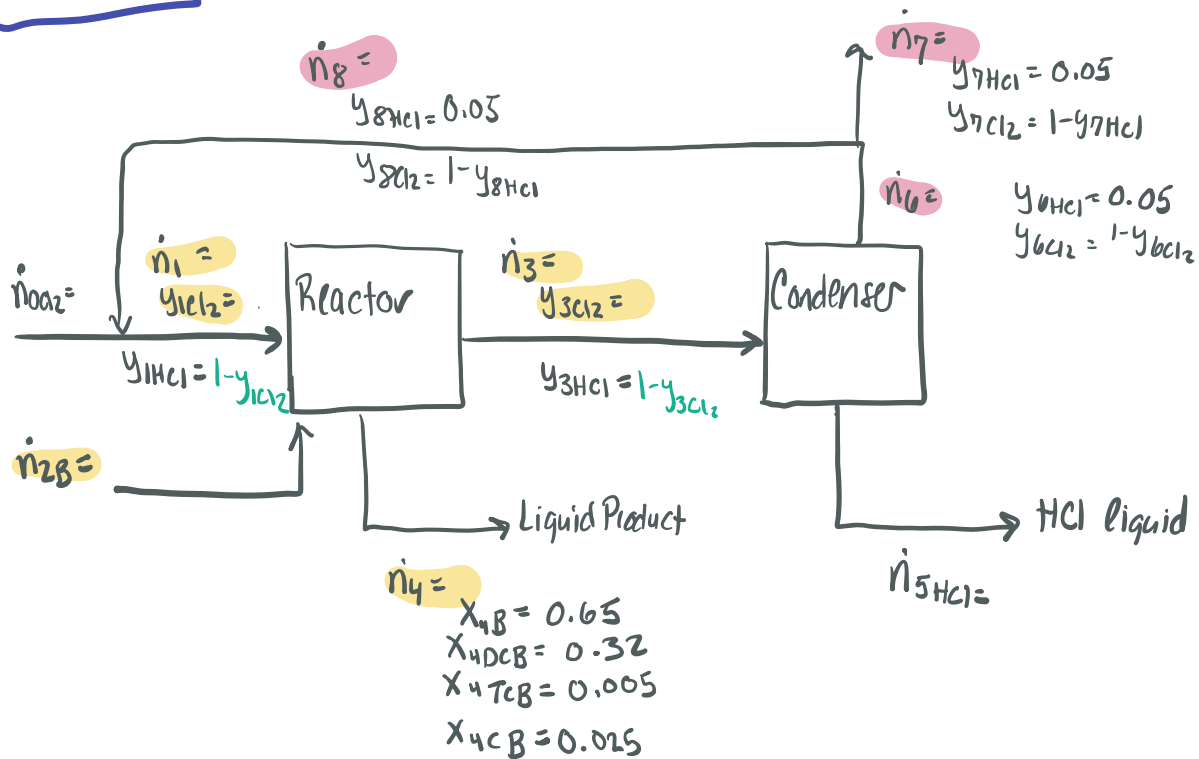 ṅ8 =
y8HCl = 0.05
y8Cl2 = 1-y8HCl
ṅ7 =
y7HCl = 0.05
y7Cl2 = 1-y7HCl
ṅ6 =
y6HCl = 0.05
y6Cl2 = 1-y6Cl2
ṅ0Cl2 =
ṅ1 =
y1Cl2 =
y1HCl = 1-y1Cl2
Reactor
ṅ3 =
y3Cl2 =
y3HCl = 1-y3Cl2
Condenser
ṅ2B =
Liquid Product
HCl liquid
ṅ4 =
x4B = 0.65
x4DCB = 0.32
x4TCB = 0.005
x4CB = 0.025
ṅ5HCl =